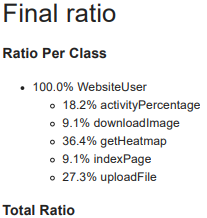 Final ratio
Ratio Per Class
100.0% WebsiteUser
18.2% activityPercentage
9.1% downloadImage
36.4% getHeatmap
9.1% indexPage
27.3% uploadFile
Total Ratio